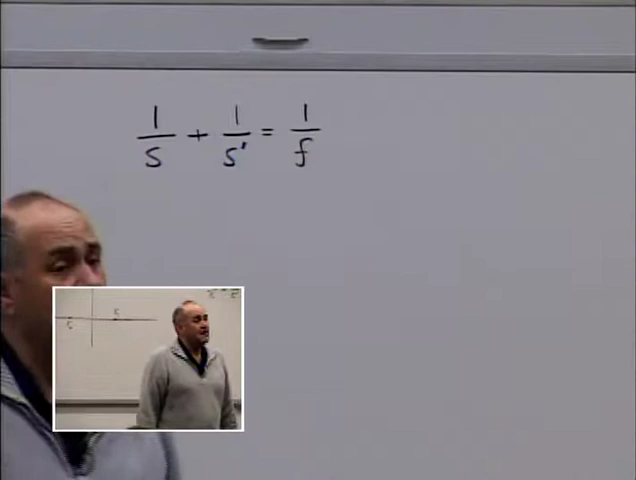 1/s + 1/s' = 1/f